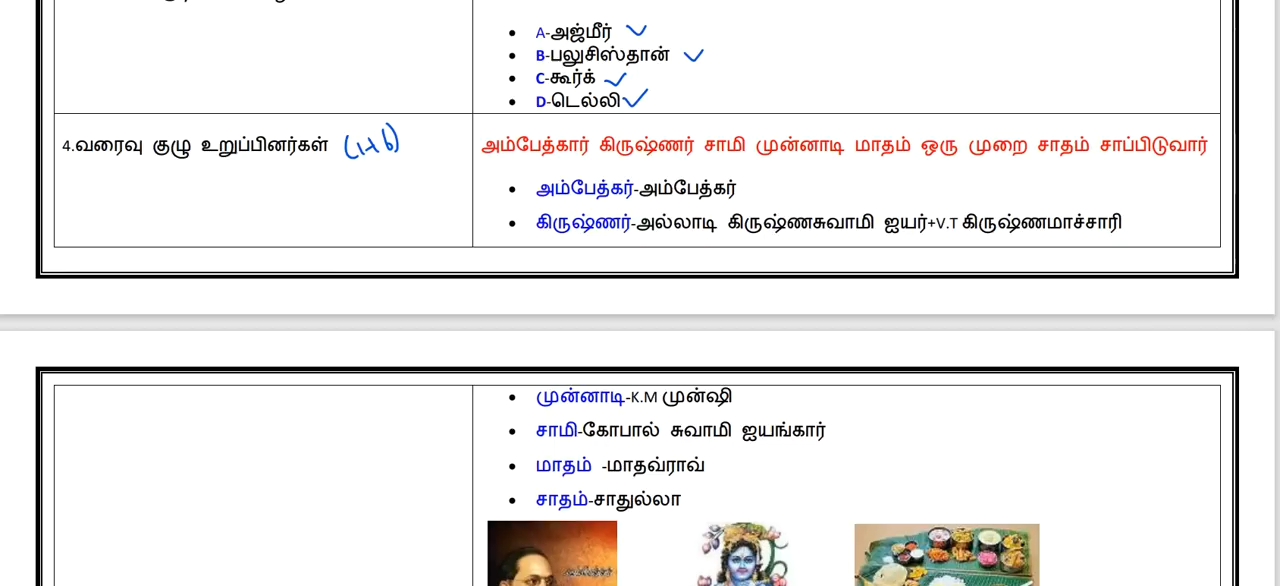 A-அஜ்மீர்
B-பலுசிஸ்தான்
C-கூர்க்
D-டெல்லி
4.வரைவு குழு உறுப்பினர்கள் (1+6)
அம்பேத்கார் கிருஷ்ணர் சாமி முன்னாடி மாதம் ஒரு முறை சாதம் சாப்பிடுவார்
அம்பேத்கர்-அம்பேத்கர்
கிருஷ்ணர்-அல்லாடி கிருஷ்ணசுவாமி ஐயர்+V.T கிருஷ்ணமாச்சாரி
முன்னாடி-K.M முன்ஷி
சாமி-கோபால் சுவாமி ஐயங்கார்
மாதம் -மாதவ்ராவ்
சாதம்-சாதுல்லா